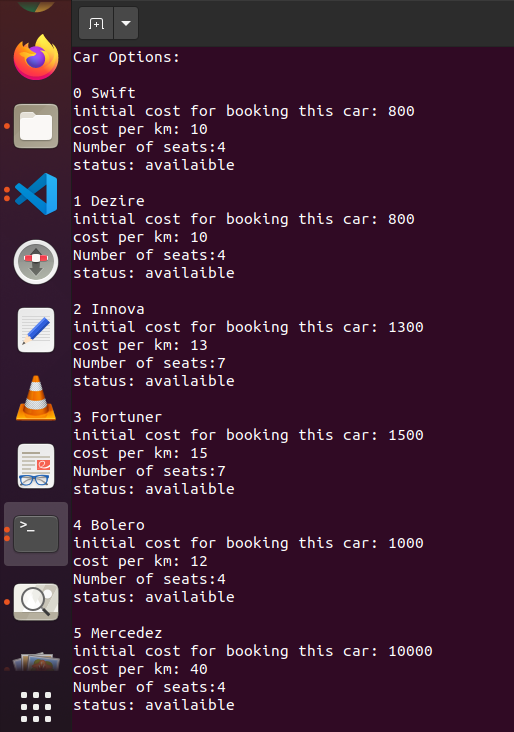 Car Options:
0 Swift
initial cost for booking this car: 800
cost per km: 10
Number of seats:4
status: availaible
1 Dezire
initial cost for booking this car: 800
cost per km: 10
Number of seats:4
status: availaible
2 Innova
initial cost for booking this car: 1300
cost per km: 13
Number of seats:7
status: availaible
3 Fortuner
initial cost for booking this car: 1500
cost per km: 15
Number of seats:7
status: availaible
4 Bolero
initial cost for booking this car: 1000
cost per km: 12
Number of seats:4
status: availaible
5 Mercedez
initial cost for booking this car: 10000
cost per km: 40
Number of seats:4
status: availaible